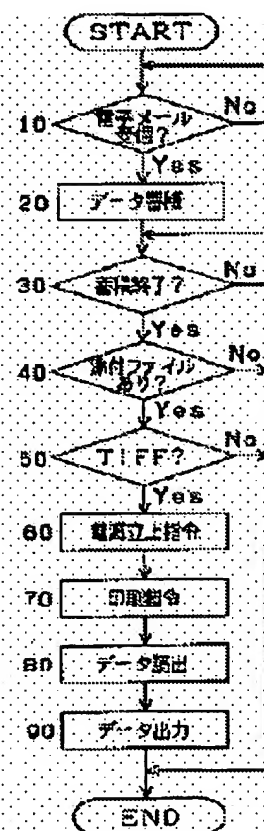 START
10
電子メール
受信?
No
Yes
20
データ蓄積
30
蓄積終了?
No
Yes
40
添付ファイル
あり?
No
Yes
50
TIFF?
No
Yes
60
電源立上指令
70
印刷指令
80
データ読出
90
データ出力
END